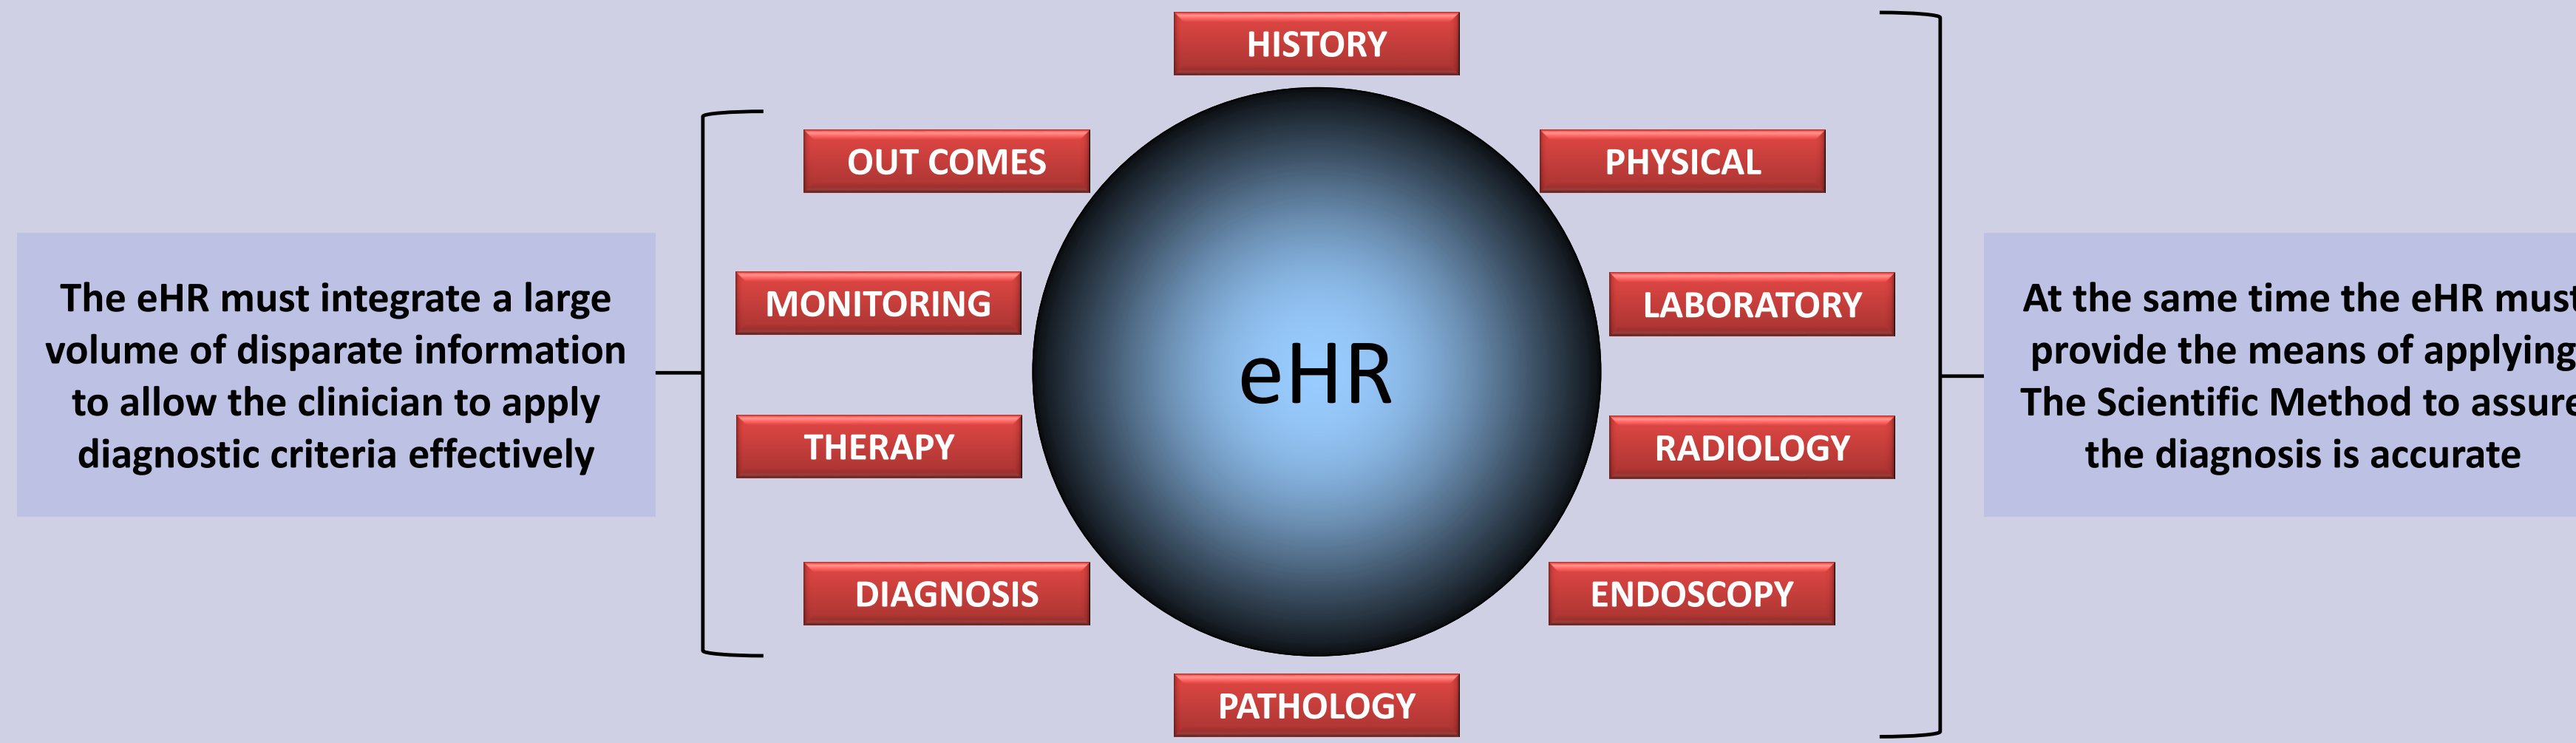 HISTORY
OUT COMES
PHYSICAL
The eHR must integrate a large
volume of disparate information
to allow the clinician to apply
diagnostic criteria effectively
MONITORING
LABORATORY
eHR
THERAPY
RADIOLOGY
At the same time the eHR must
provide the means of applying
The Scientific Method to assure
the diagnosis is accurate
DIAGNOSIS
ENDOSCOPY
PATHOLOGY